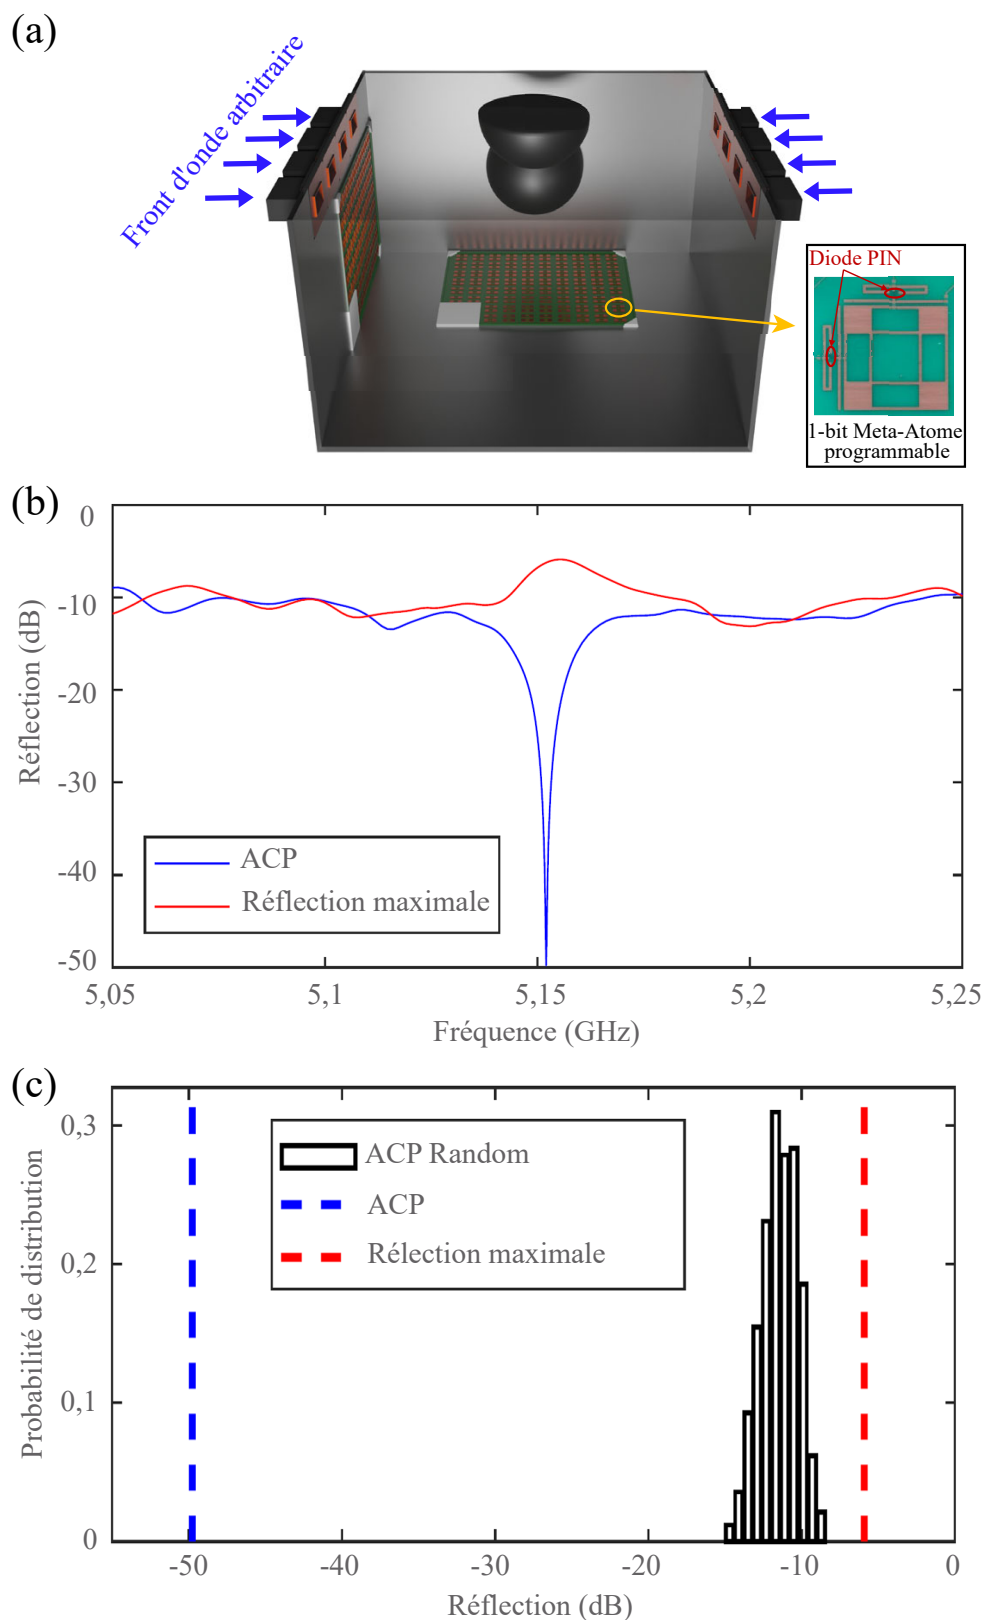 (a)
Front d'onde arbitraire
Diode PIN
1-bit Meta-Atome
programmable
(b)
0
-10
-20
-30
-40
-50
Réflection (dB)
ACP
Réflection maximale
5,05
5,1
5,15
5,2
5,25
Fréquence (GHz)
(c)
0,3
0,2
0,1
0
Probabilité de distribution
ACP Random
ACP
Rélection maximale
-50
-40
-30
-20
-10
0
Réflection (dB)